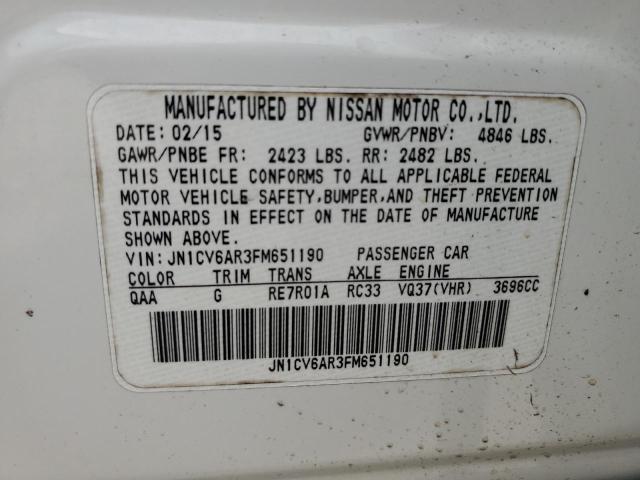 MANUFACTURED BY NISSAN MOTOR CO.,LTD.
DATE: 02/15 GVWR/PNBV: 4846 LBS.
GAWR/PNBE FR: 2423 LBS. RR: 2482 LBS.
THIS VEHICLE CONFORMS TO ALL APPLICABLE FEDERAL
MOTOR VEHICLE SAFETY,BUMPER,AND THEFT PREVENTION
STANDARDS IN EFFECT ON THE DATE OF MANUFACTURE
SHOWN ABOVE.
VIN: JN1CV6AR3FM651190 PASSENGER CAR
COLOR TRIM TRANS AXLE ENGINE
QAA G RE7R01A RC33 VQ37(VHR) 3696CC
JN1CV6AR3FM651190